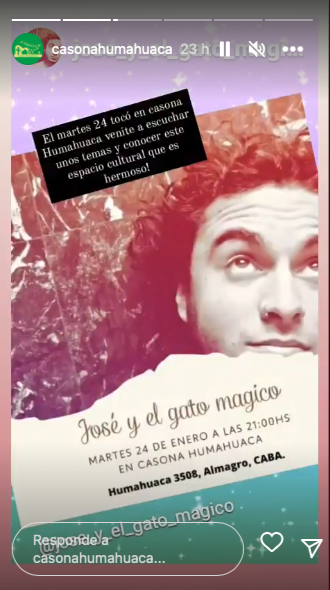 casonahumahuaca 23 h
El martes 24 tocó en casona
Humahuaca venite a escuchar
unos temas y conocer este
espacio cultural que es
hermoso!
José y el gato magico
MARTES 24 DE ENERO A LAS 21:00HS
EN CASONA HUMAHUACA
Humahuaca 3508, Almagro, CABA.
@jose_y_el_gato_magico
Responde a
casonahumahuaca...